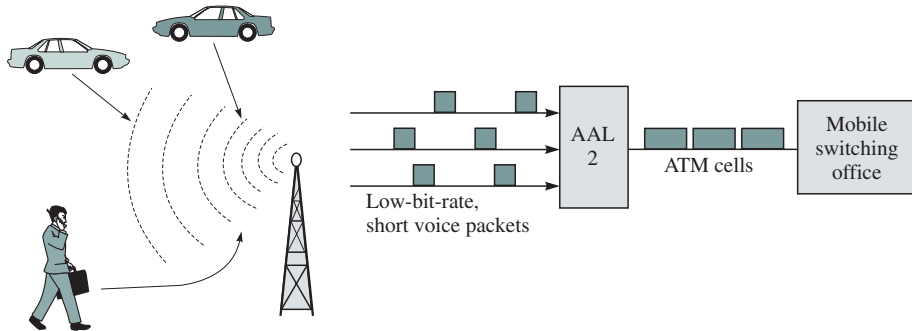 AAL
2
Mobile
switching
office
ATM cells
Low-bit-rate,
short voice packets